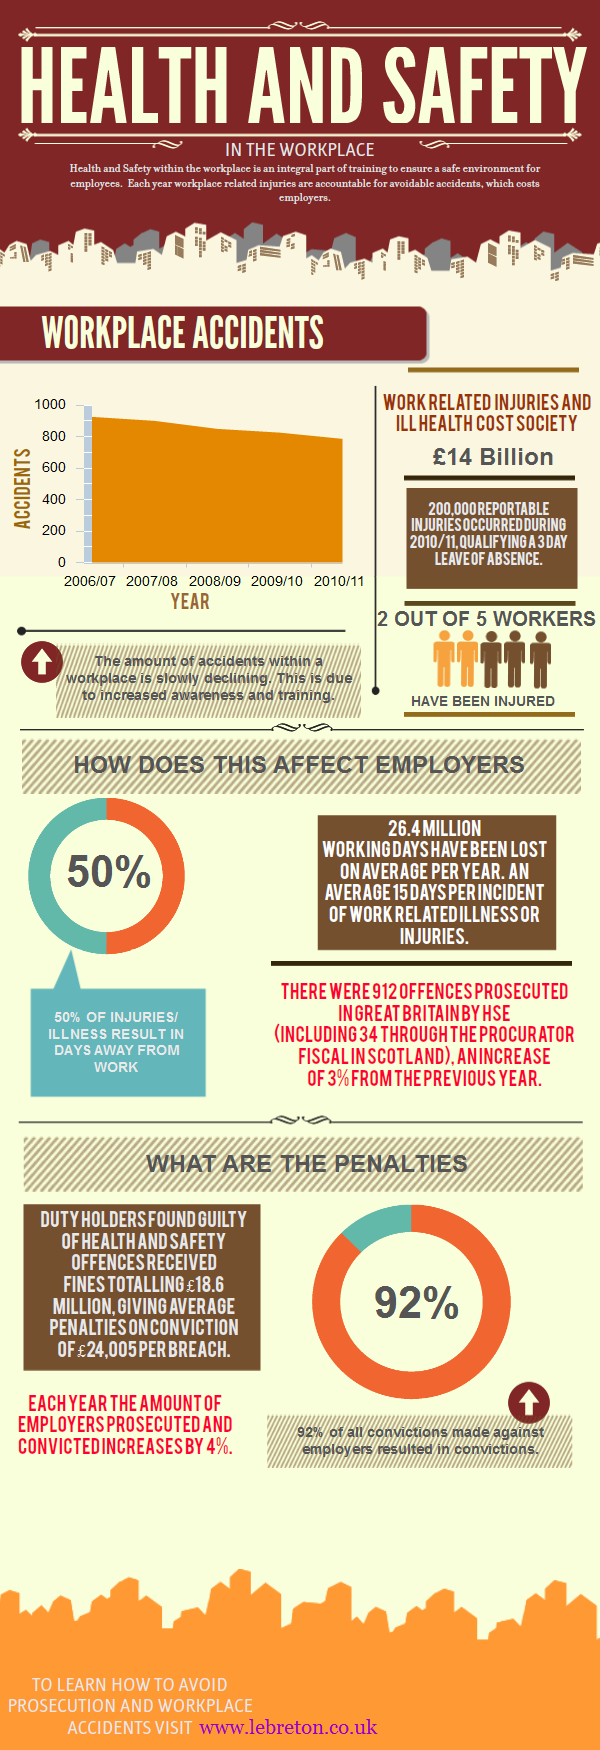 HEALTH AND SAFETY
IN THE WORKPLACE
Health and Safety within the workplace is an integral part of training to ensure a safe environment for
employees. Each year workplace related injuries are accountable for avoidable accidents, which costs
employers.
WORKPLACE ACCIDENTS
1000
800
600
400
200
0
ACCIDENTS
2006/07 2007/08 2008/09 2009/10 2010/11
YEAR
The amount of accidents within a
workplace is slowly declining. This is due
to increased awareness and training.
WORK RELATED INJURIES AND
ILL HEALTH COST SOCIETY
£14 Billion
200,000 REPORTABLE
INJURIES OCCURRED DURING
2010/11, QUALIFYING A 3 DAY
LEAVE OF ABSENCE.
2 OUT OF 5 WORKERS
HAVE BEEN INJURED
HOW DOES THIS AFFECT EMPLOYERS
50%
50% OF INJURIES/
ILLNESS RESULT IN
DAYS AWAY FROM
WORK
26.4 MILLION
WORKING DAYS HAVE BEEN LOST
ON AVERAGE PER YEAR. AN
AVERAGE 15 DAYS PER INCIDENT
OF WORK RELATED ILLNESS OR
INJURIES.
THERE WERE 912 OFFENCES PROSECUTED
IN GREAT BRITAIN BY HSE
(INCLUDING 34 THROUGH THE PROCURATOR
FISCAL IN SCOTLAND), AN INCREASE
OF 3% FROM THE PREVIOUS YEAR.
WHAT ARE THE PENALTIES
DUTY HOLDERS FOUND GUILTY
OF HEALTH AND SAFETY
OFFENCES RECEIVED
FINES TOTALLING £18.6
MILLION, GIVING AVERAGE
PENALTIES ON CONVICTION
OF £24,005 PER BREACH.
EACH YEAR THE AMOUNT OF
EMPLOYERS PROSECUTED AND
CONVICTED INCREASES BY 4%.
92%
92% of all convictions made against
employers resulted in convictions.
TO LEARN HOW TO AVOID
PROSECUTION AND WORKPLACE
ACCIDENTS VISIT www.lebreton.co.uk